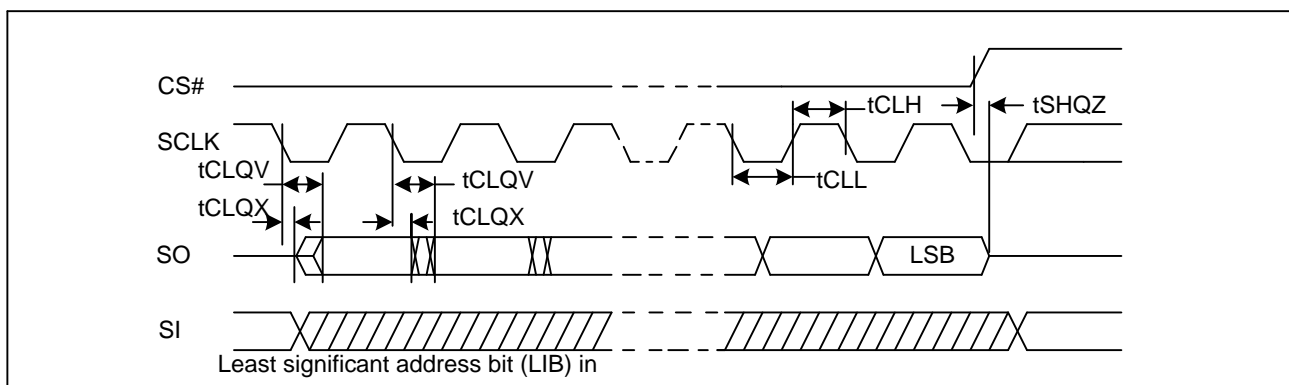 CS#
tCLH
tSHQZ
SCLK
tCLQV
tCLQV
tCLL
tCLQX
tCLQX
SO
LSB
SI
Least significant address bit (LIB) in